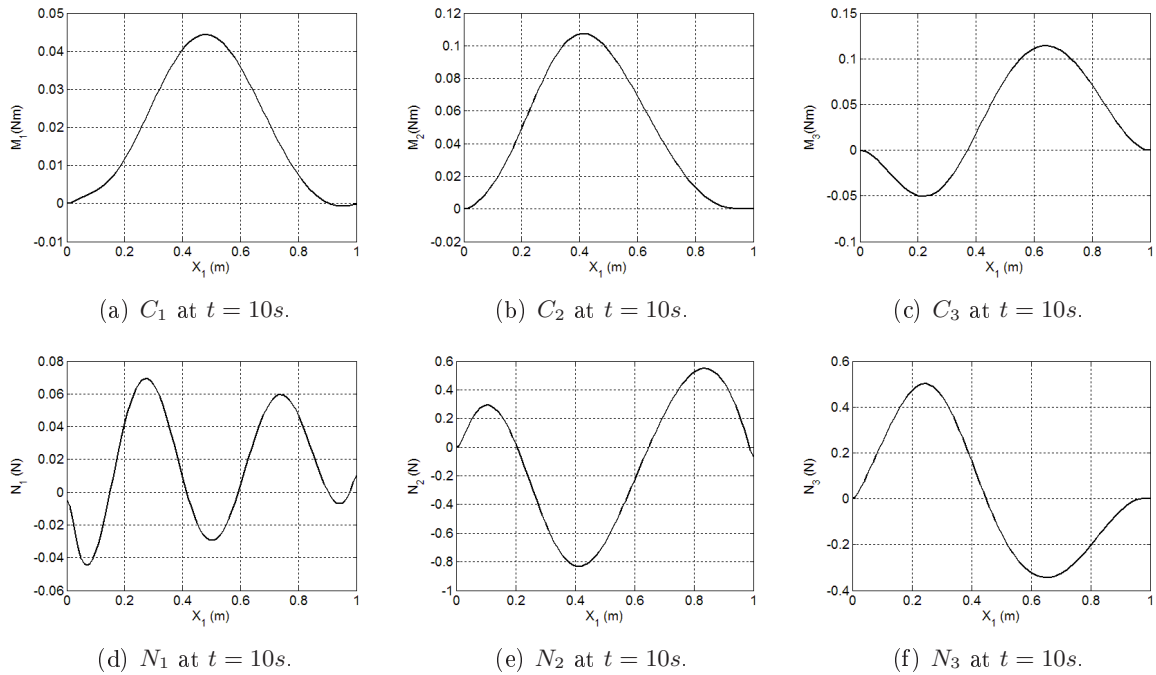 0.05
0.04
0.03
0.02
0.01
0
-0.01
M₁(Nm)
0 0.2 0.4 0.6 0.8 1
X₁ (m)
(a) C₁ at t = 10s.
0.12
0.1
0.08
0.06
0.04
0.02
0
-0.02
M₂(Nm)
0 0.2 0.4 0.6 0.8 1
X₁ (m)
(b) C₂ at t = 10s.
0.15
0.1
0.05
0
-0.05
-0.1
M₃(Nm)
0 0.2 0.4 0.6 0.8 1
X₁ (m)
(c) C₃ at t = 10s.
0.08
0.06
0.04
0.02
0
-0.02
-0.04
-0.06
N₁ (N)
0 0.2 0.4 0.6 0.8 1
X₁ (m)
(d) N₁ at t = 10s.
0.6
0.4
0.2
0
-0.2
-0.4
-0.6
-0.8
-1
N₂ (N)
0 0.2 0.4 0.6 0.8 1
X₁ (m)
(e) N₂ at t = 10s.
0.6
0.4
0.2
0
-0.2
-0.4
N₃ (N)
0 0.2 0.4 0.6 0.8 1
X₁ (m)
(f) N₃ at t = 10s.